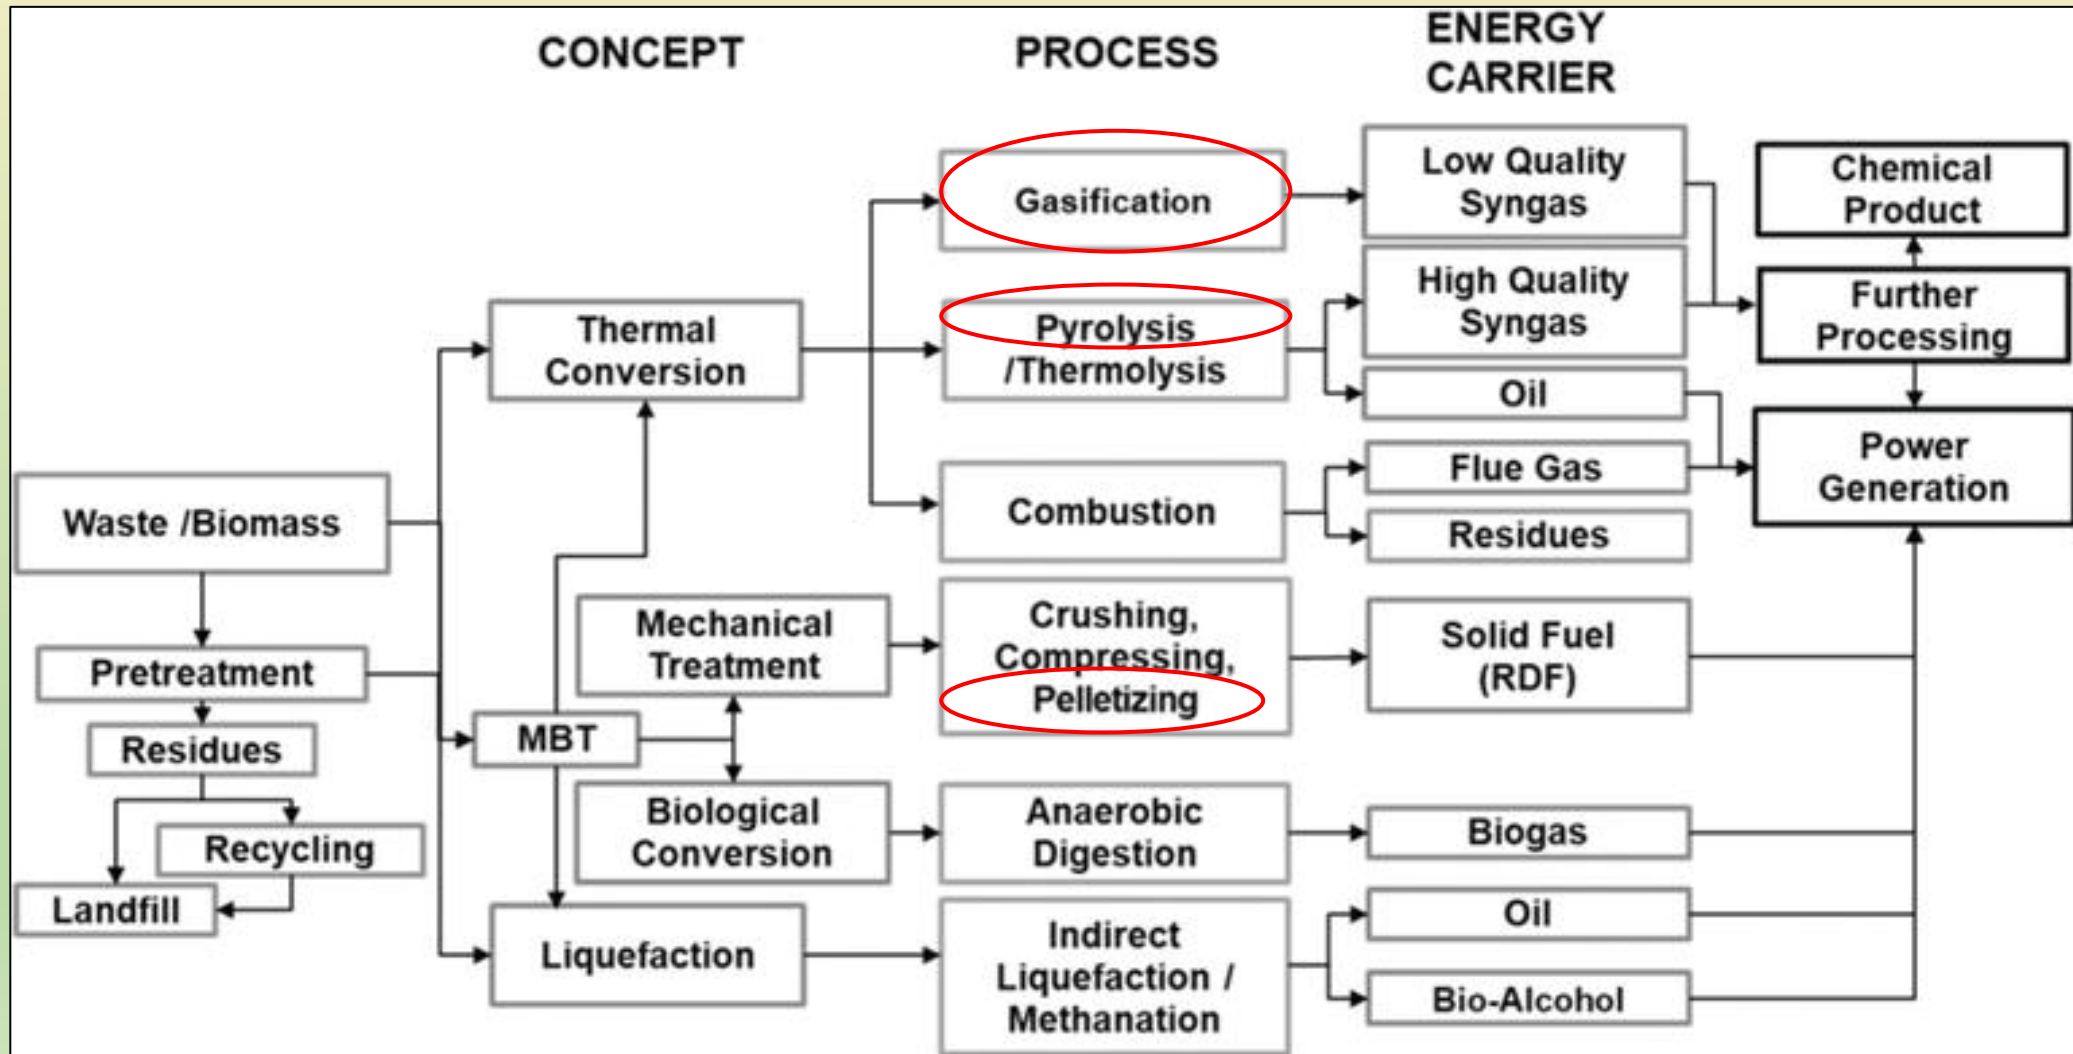 CONCEPT
PROCESS
ENERGY
CARRIER
Gasification
Low Quality
Syngas
Chemical
Product
Thermal
Conversion
Pyrolysis
/Thermolysis
High Quality
Syngas
Further
Processing
Oil
Power
Generation
Waste /Biomass
Combustion
Flue Gas
Residues
Pretreatment
Mechanical
Treatment
Crushing,
Compressing,
Pelletizing
Solid Fuel
(RDF)
Residues
MBT
Recycling
Landfill
Biological
Conversion
Anaerobic
Digestion
Biogas
Liquefaction
Indirect
Liquefaction /
Methanation
Oil
Bio-Alcohol